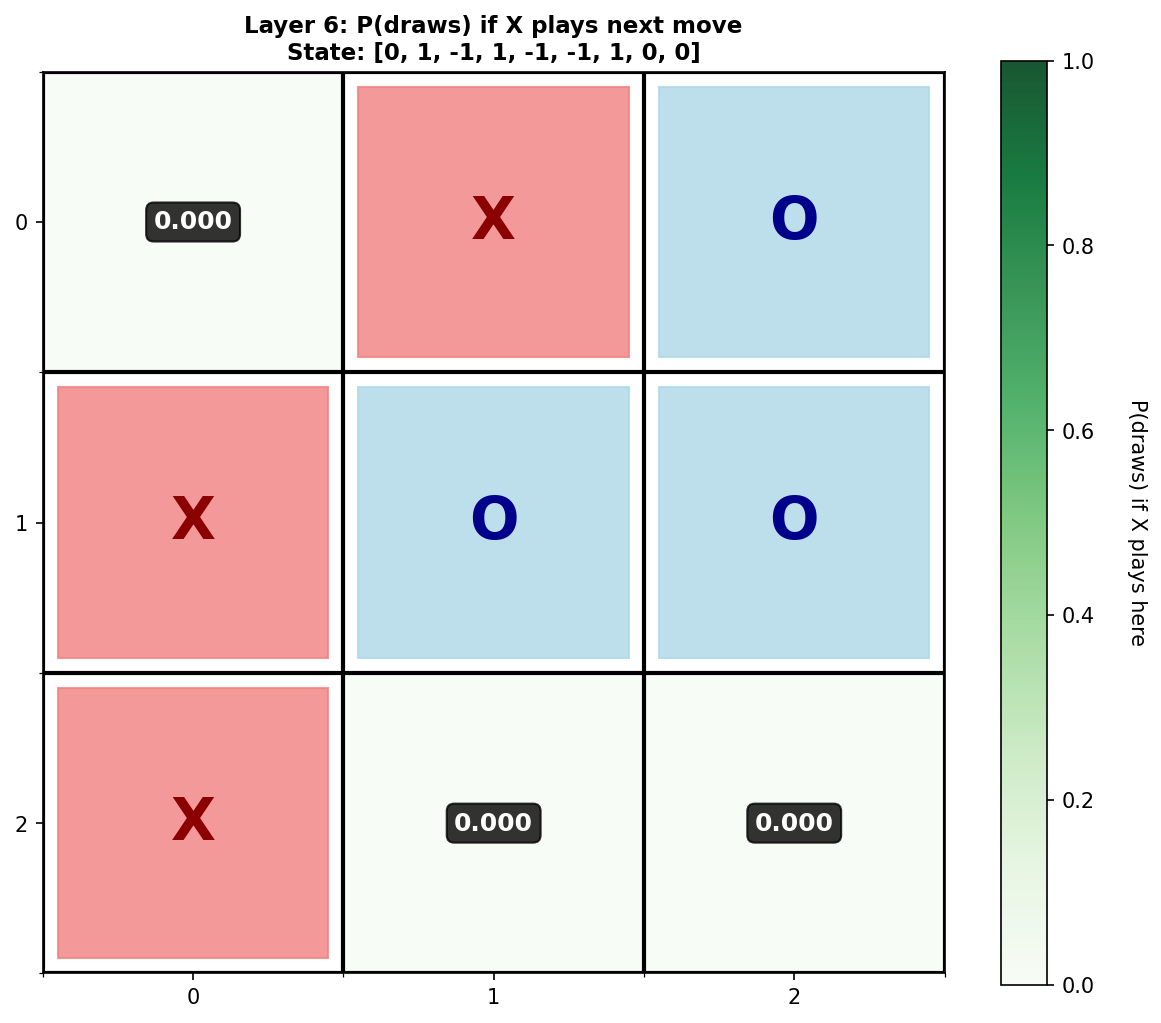 Layer 6: P(draws) if X plays next move
State: [0, 1, -1, 1, -1, -1, 1, 0, 0]
0
0.000
X
O
1
X
O
O
2
X
0.000
0.000
0
1
2
1.0
0.8
0.6
0.4
0.2
0.0
P(draws) if X plays here